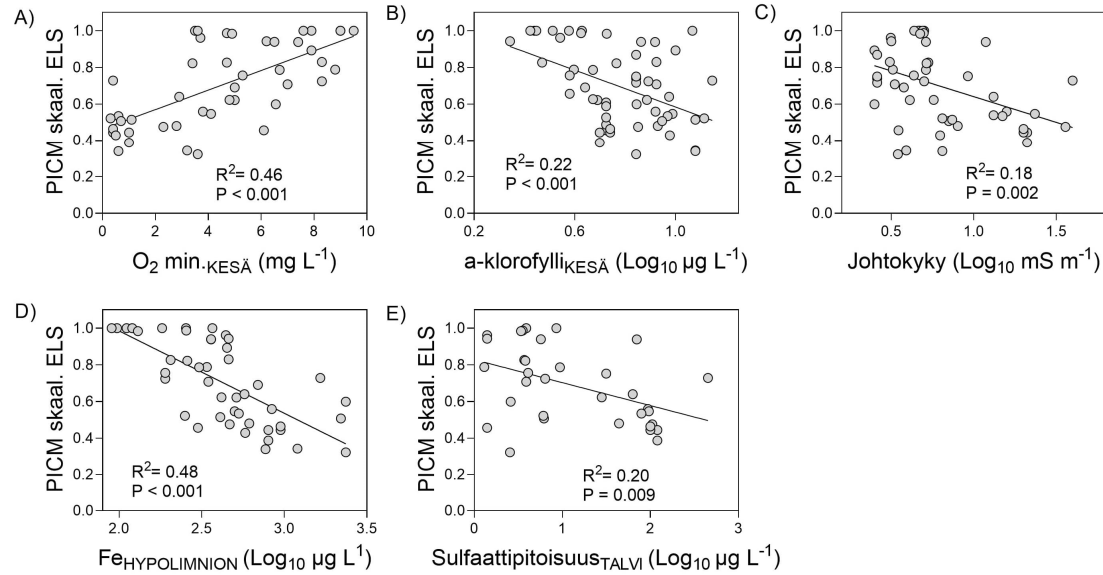 A)
PICM skaal. ELS
1.0
0.8
0.6
0.4
0.2
0.0
R²= 0.46
P < 0.001
0 2 4 6 8 10
O₂ min.KESÄ (mg L⁻¹)
B)
PICM skaal. ELS
1.0
0.8
0.6
0.4
0.2
0.0
R²= 0.22
P < 0.001
0.4 0.6 0.8 1.0
a-klorofylliKESÄ (Log₁₀ µg L⁻¹)
C)
PICM skaal. ELS
1.0
0.8
0.6
0.4
0.2
0.0
R²= 0.18
P = 0.002
0.5 1.0 1.5
Johtokyky (Log₁₀ mS m⁻¹)
D)
PICM skaal. ELS
1.0
0.8
0.6
0.4
0.2
0.0
R²= 0.48
P < 0.001
2.0 2.5 3.0 3.5
FeHYPOLIMNION (Log₁₀ µg L¹)
E)
PICM skaal. ELS
1.0
0.8
0.6
0.4
0.2
0.0
R²= 0.20
P = 0.009
0 1 2 3
SulfaattipitoisuusTALVI (Log₁₀ µg L⁻¹)